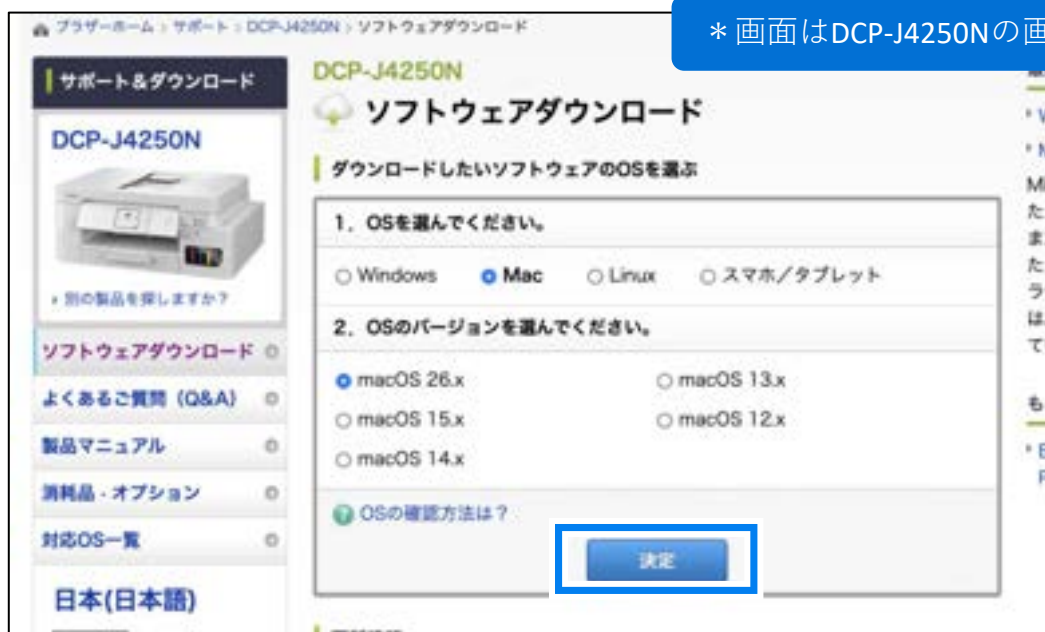 ブラザーホーム › サポート › DCP-J4250N › ソフトウェアダウンロード
＊画面はDCP-J4250Nの画
サポート＆ダウンロード
DCP-J4250N
別の製品を探しますか？
ソフトウェアダウンロード
よくあるご質問（Q&A）
製品マニュアル
消耗品・オプション
対応OS一覧
日本(日本語)
DCP-J4250N
ソフトウェアダウンロード
ダウンロードしたいソフトウェアのOSを選ぶ
1．OSを選んでください。
Windows Mac Linux スマホ／タブレット
2．OSのバージョンを選んでください。
macOS 26.x macOS 13.x
macOS 15.x macOS 12.x
macOS 14.x
OSの確認方法は？
決定
た
ま
た
ラ
は
て
も